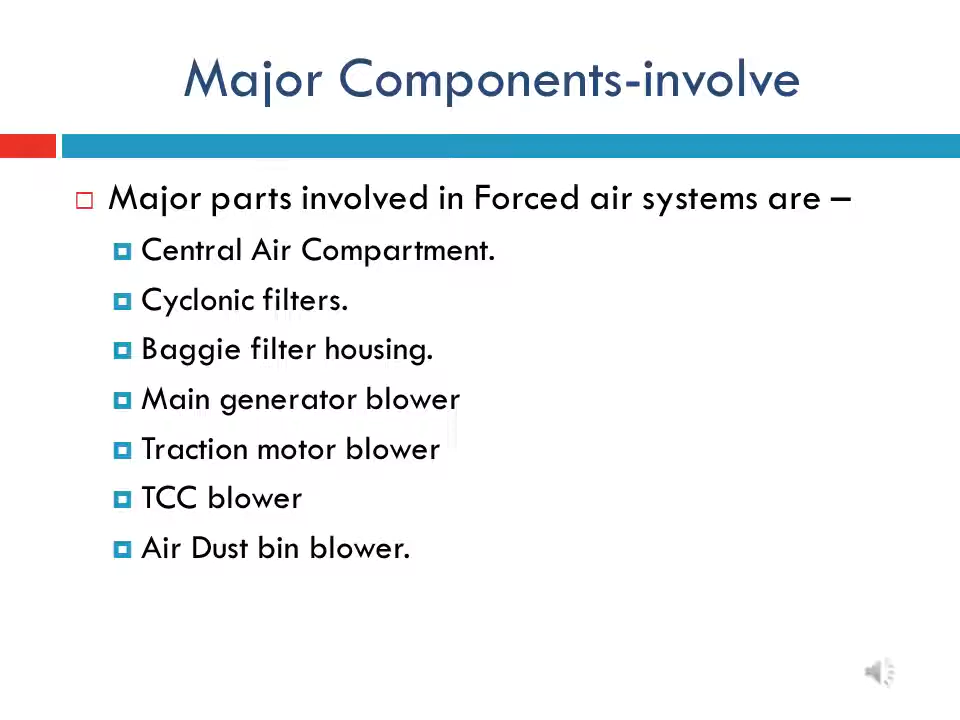 Major Components-involve
Major parts involved in Forced air systems are –
Central Air Compartment.
Cyclonic filters.
Baggie filter housing.
Main generator blower
Traction motor blower
TCC blower
Air Dust bin blower.